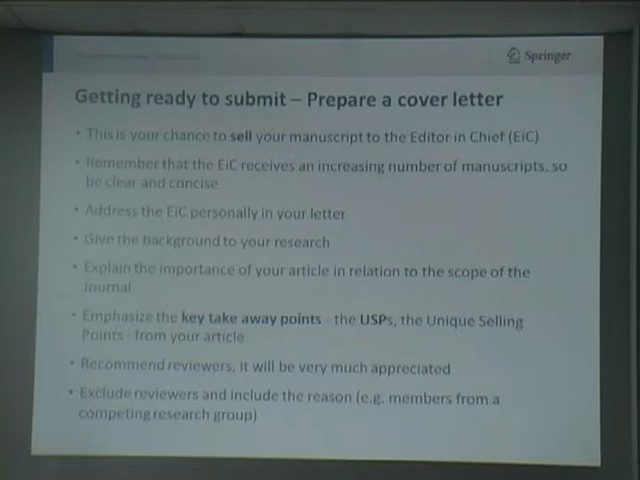 Springer
Getting ready to submit – Prepare a cover letter
• This is your chance to sell your manuscript to the Editor in Chief (EiC)
• Remember that the EiC receives an increasing number of manuscripts, so
be clear and concise
• Address the EiC personally in your letter
• Give the background to your research
• Explain the importance of your article in relation to the scope of the
Journal
• Emphasize the key take away points - the USPs, the Unique Selling
Points - from your article
• Recommend reviewers, it will be very much appreciated
• Exclude reviewers and include the reason (e.g. members from a
competing research group)